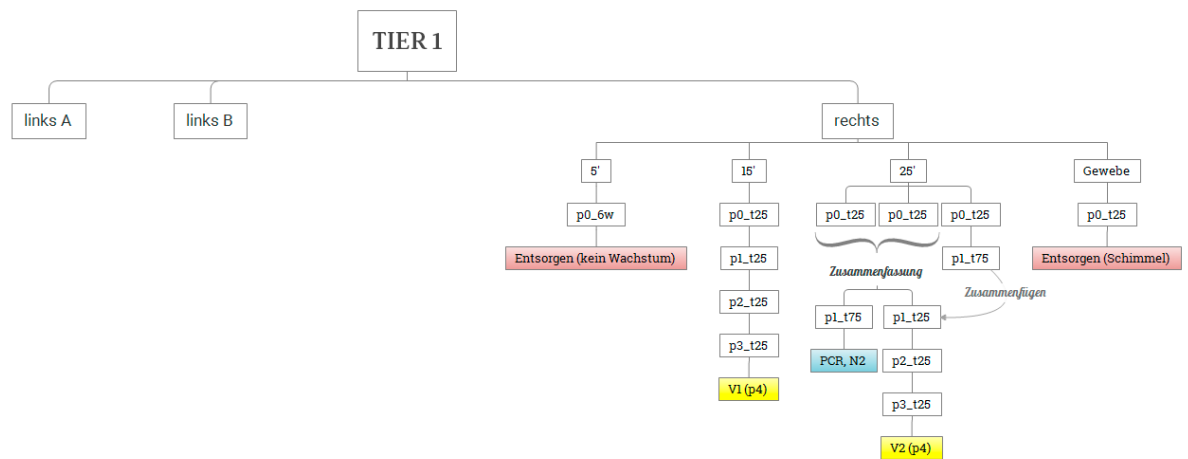 TIER 1
links A
links B
rechts
5'
15'
25'
Gewebe
p0_6w
p0_t25
p0_t25
p0_t25
p0_t25
p0_t25
Entsorgen (kein Wachstum)
p1_t25
p1_t75
Entsorgen (Schimmel)
Zusammenfassung
Zusammenfügen
p2_t25
p1_t75
p1_t25
p3_t25
PCR, N2
p2_t25
V1 (p4)
p3_t25
V2 (p4)